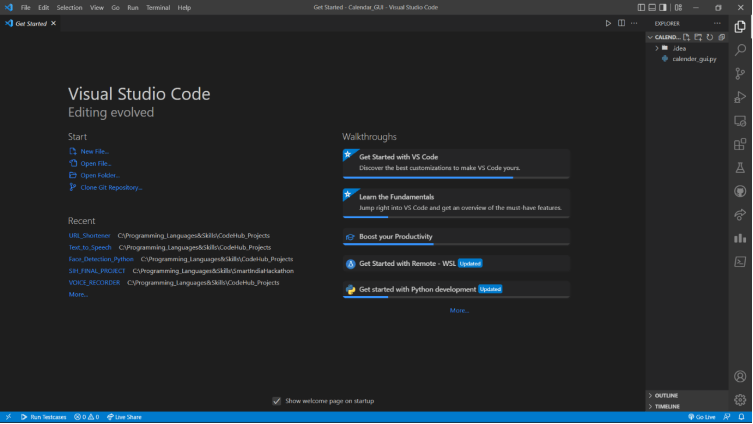 File Edit Selection View Go Run Terminal Help
Get Started - Calendar_GUI - Visual Studio Code
Get Started
Visual Studio Code
Editing evolved
Start
New File...
Open File...
Open Folder...
Clone Git Repository...
Recent
URL_Shortener C:\Programming_Languages&Skills\CodeHub_Projects
Text_to_Speech C:\Programming_Languages&Skills\CodeHub_Projects
Face_Detection_Python C:\Programming_Languages&Skills\CodeHub_Projects
SIH_FINAL_PROJECT C:\Programming_Languages&Skills\SmartIndiaHackathon
VOICE_RECORDER C:\Programming_Languages&Skills\CodeHub_Projects
More...
Walkthroughs
Get Started with VS Code
Discover the best customizations to make VS Code yours.
Learn the Fundamentals
Jump right into VS Code and get an overview of the must-have features.
Boost your Productivity
Get Started with Remote - WSL Updated
Get started with Python development Updated
More...
Show welcome page on startup
EXPLORER
CALEND...
.idea
calender_gui.py
OUTLINE
TIMELINE
Run Testcases 0 0 Live Share
Go Live